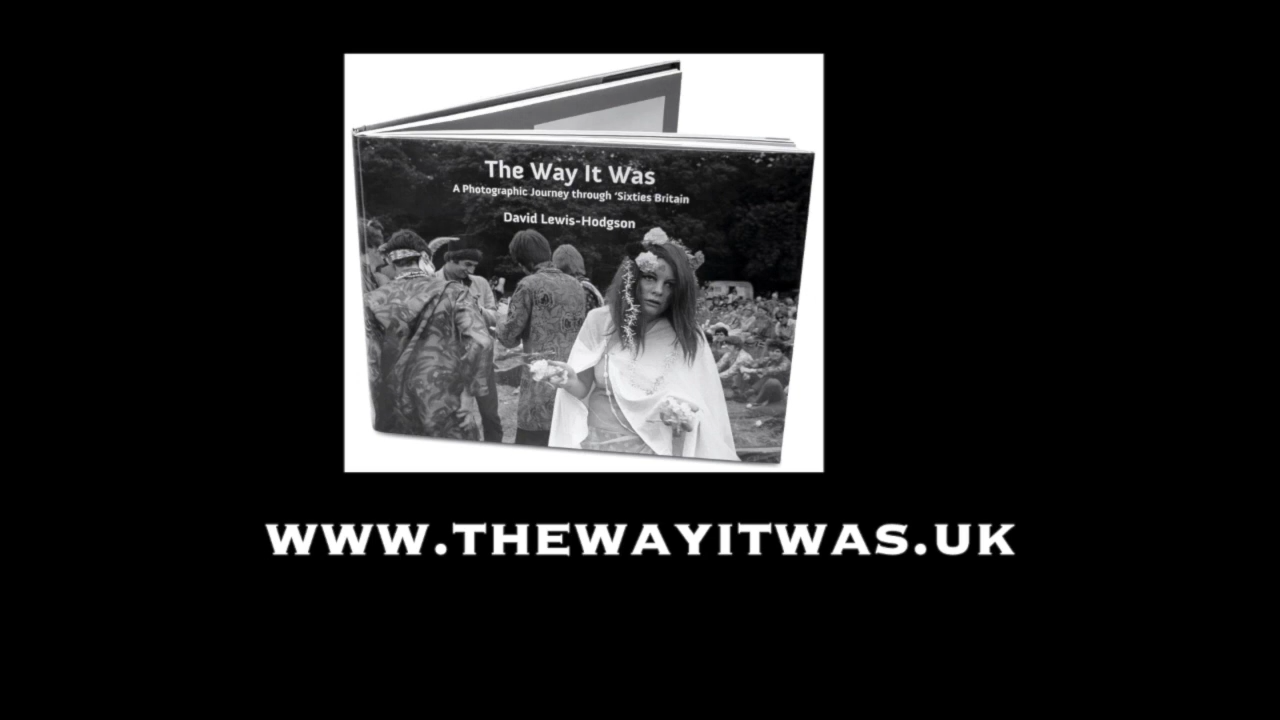 The Way It Was
A Photographic Journey through 'Sixties Britain
David Lewis-Hodgson
WWW.THEWAYITWAS.UK